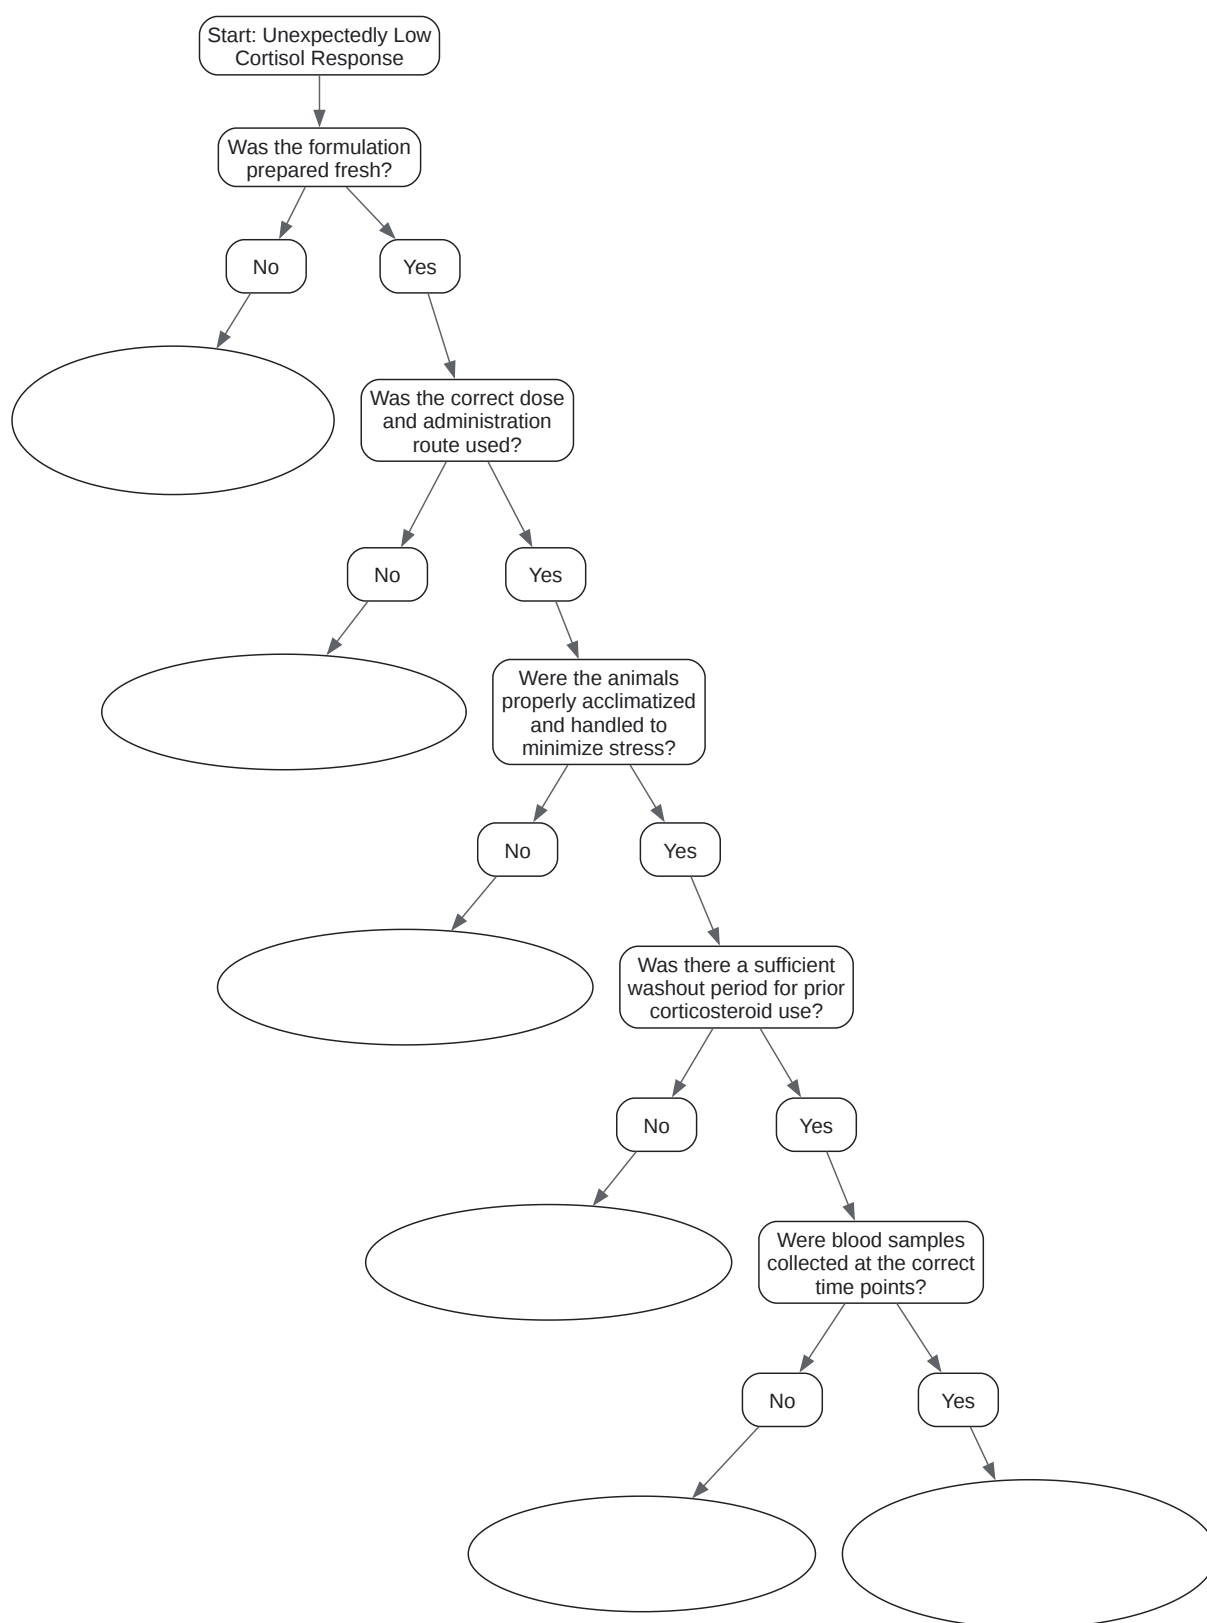 Start: Unexpectedly Low
Cortisol Response
Was the formulation
prepared fresh?
No
Yes
Was the correct dose
and administration
route used?
No
Yes
Were the animals
properly acclimatized
and handled to
minimize stress?
No
Yes
Was there a sufficient
washout period for prior
corticosteroid use?
No
Yes
Were blood samples
collected at the correct
time points?
No
Yes